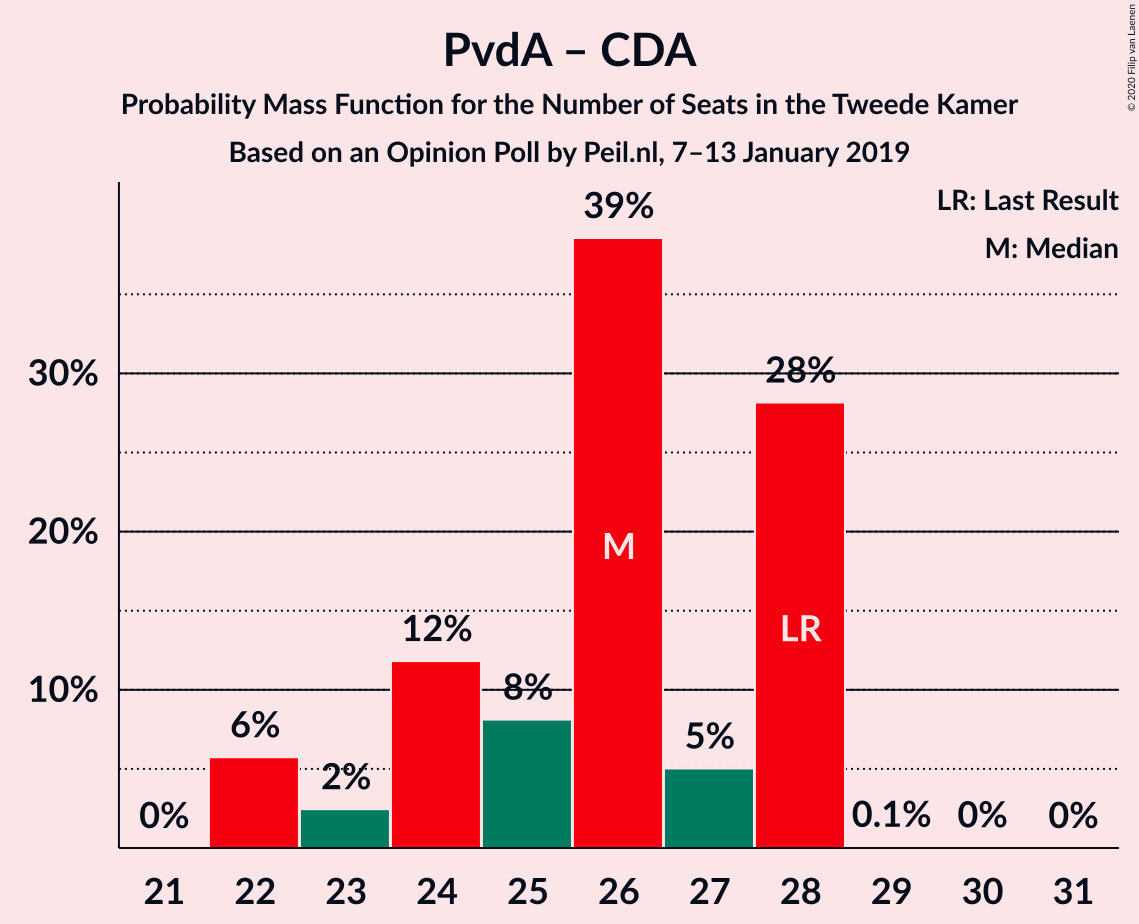 PvdA – CDA
Probability Mass Function for the Number of Seats in the Tweede Kamer
Based on an Opinion Poll by Peil.nl, 7–13 January 2019
© 2020 Filip van Laenen
LR: Last Result
M: Median
39%
30%
28%
20%
M
12%
LR
10%
8%
6%
5%
2%
0%
0.1%
0%
0%
21 22 23 24 25 26 27 28 29 30 31